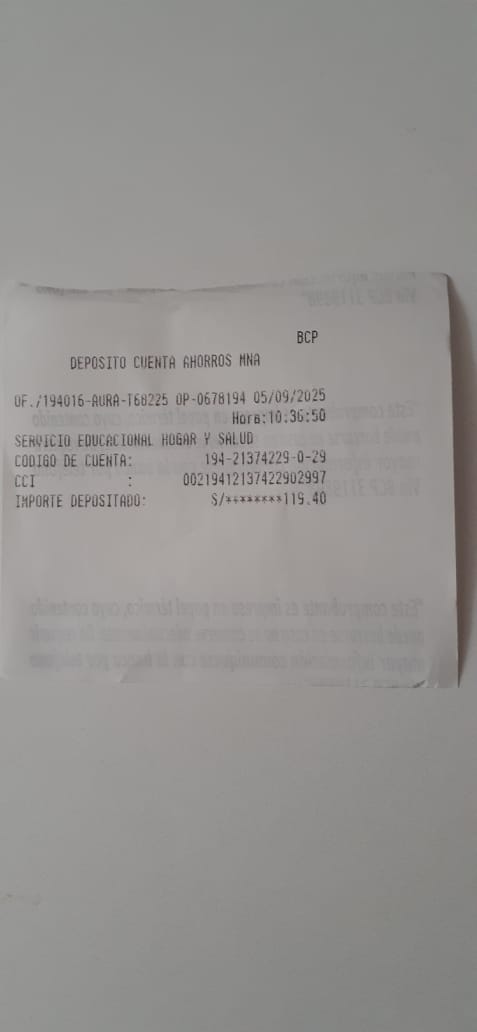 BCP
DEPOSITO CUENTA AHORROS MNA
OF./194016-AURA-T68225 OP-0678194 05/09/2025
Hora:10:36:50
SERVICIO EDUCACIONAL HOGAR Y SALUD
CODIGO DE CUENTA: 194-21374229-0-29
CCI : 00219412137422902997
IMPORTE DEPOSITADO: S/********119.40